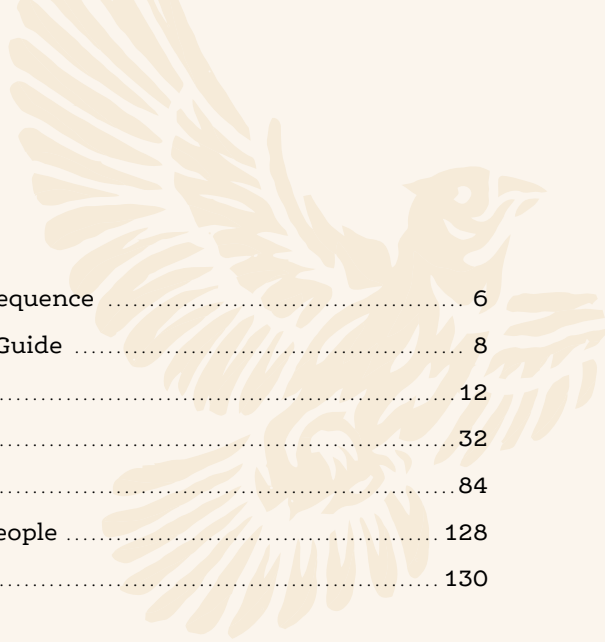 equence ........................................... 6
Guide ............................................... 8
....................................................... 12
....................................................... 32
....................................................... 84
eople ............................................. 128
..................................................... 130